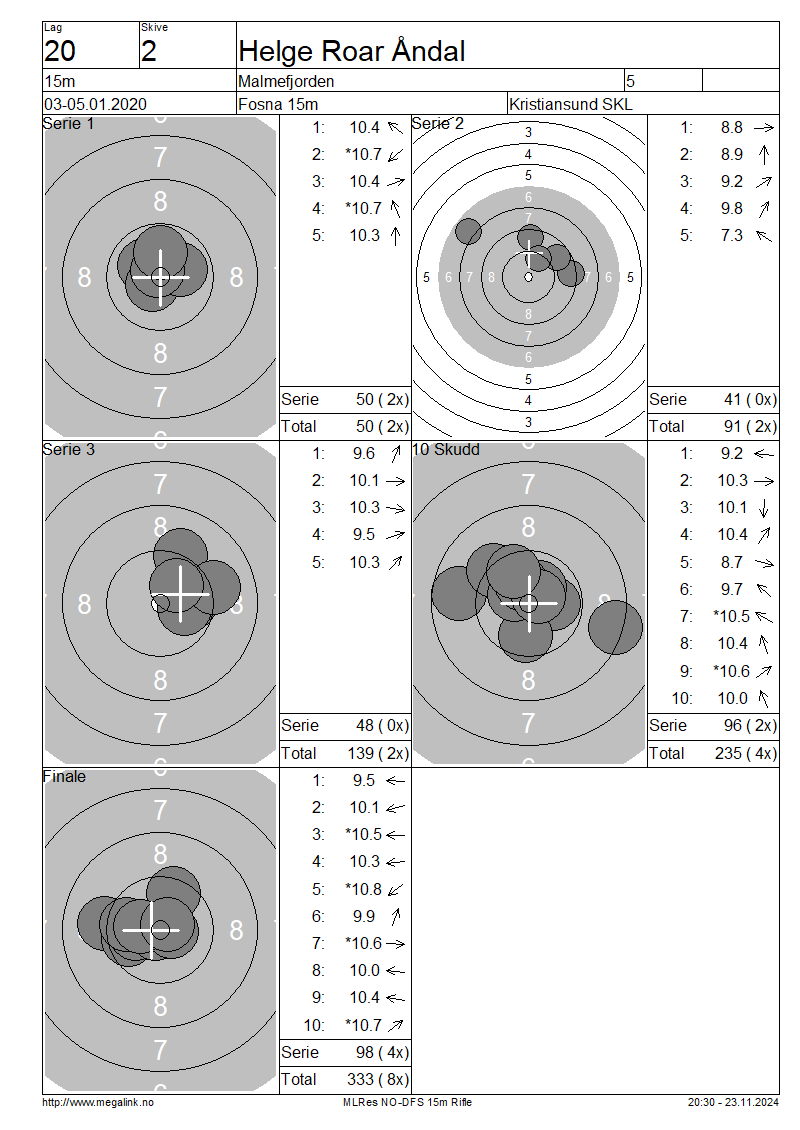 Lag
Skive
20
2
Helge Roar Åndal
15m
Malmefjorden
5
03-05.01.2020
Fosna 15m
Kristiansund SKL
Serie 1
7
8
8
8
8
7
1: 10.4
2: *10.7
3: 10.4
4: *10.7
5: 10.3
Serie 50 ( 2x)
Total 50 ( 2x)
Serie 2
3
4
5
6
7
5 6 7 8 7 6 5
8
7
6
5
4
3
1: 8.8
2: 8.9
3: 9.2
4: 9.8
5: 7.3
Serie 41 ( 0x)
Total 91 ( 2x)
Serie 3
7
8
8 8
8
7
6
1: 9.6
2: 10.1
3: 10.3
4: 9.5
5: 10.3
Serie 48 ( 0x)
Total 139 ( 2x)
10 Skudd
7
8
8
8
7
1: 9.2
2: 10.3
3: 10.1
4: 10.4
5: 8.7
6: 9.7
7: *10.5
8: 10.4
9: *10.6
10: 10.0
Serie 96 ( 2x)
Total 235 ( 4x)
Finale
7
8
8
8
7
6
1: 9.5
2: 10.1
3: *10.5
4: 10.3
5: *10.8
6: 9.9
7: *10.6
8: 10.0
9: 10.4
10: *10.7
Serie 98 ( 4x)
Total 333 ( 8x)
http://www.megalink.no
MLRes NO-DFS 15m Rifle
20:30 - 23.11.2024